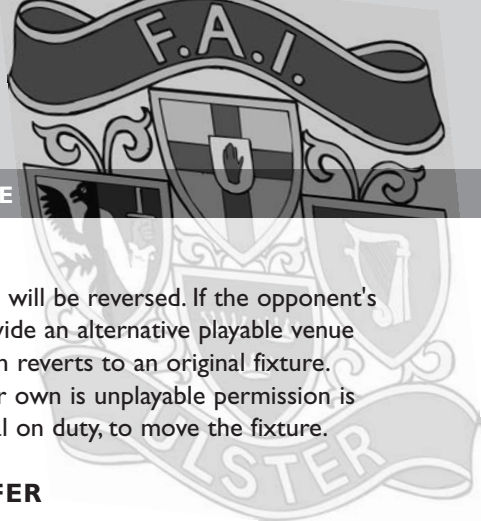 F.A.I.
E
will be reversed. If the opponent's
vide an alternative playable venue
n reverts to an original fixture.
r own is unplayable permission is
al on duty, to move the fixture.
FER
ULSTER